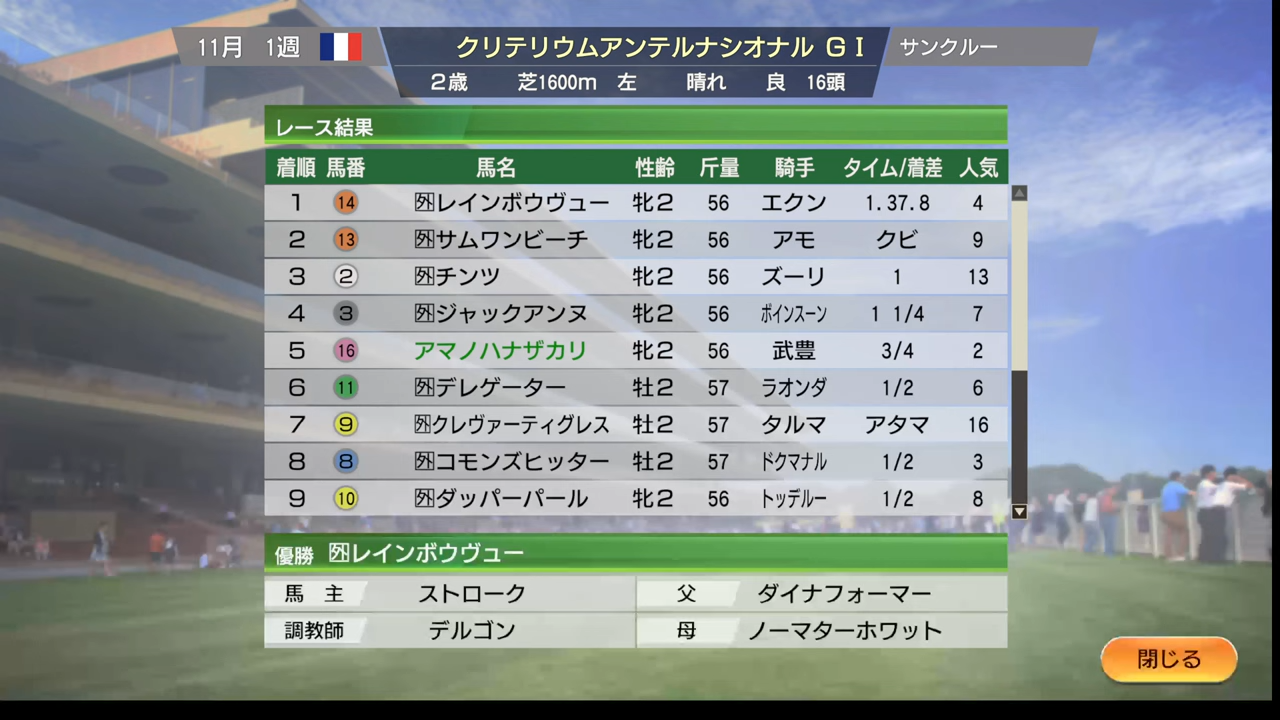 11月 1週 クリテリウムアンテルナシオナル GⅠ サンクルー
2歳 芝1600m 左 晴れ 良 16頭
レース結果
着順 馬番 馬名 性齢 斤量 騎手 タイム/着差 人気
1 14 外レインボウヴュー 牝2 56 エクン 1.37.8 4
2 13 外サムワンビーチ 牝2 56 アモ クビ 9
3 2 外チンツ 牝2 56 ズーリ 1 13
4 3 外ジャックアンヌ 牝2 56 ボインスーン 1 1/4 7
5 16 アマノハナザカリ 牝2 56 武豊 3/4 2
6 11 外デレゲーター 牡2 57 ラオンダ 1/2 6
7 9 外クレヴァーティグレス 牡2 57 タルマ アタマ 16
8 8 外コモンズヒッター 牡2 57 ドクマナル 1/2 3
9 10 外ダッパーパール 牝2 56 トッデルー 1/2 8
優勝 外レインボウヴュー
馬主 ストローク 父 ダイナフォーマー
調教師 デルゴン 母 ノーマターホワット
閉じる